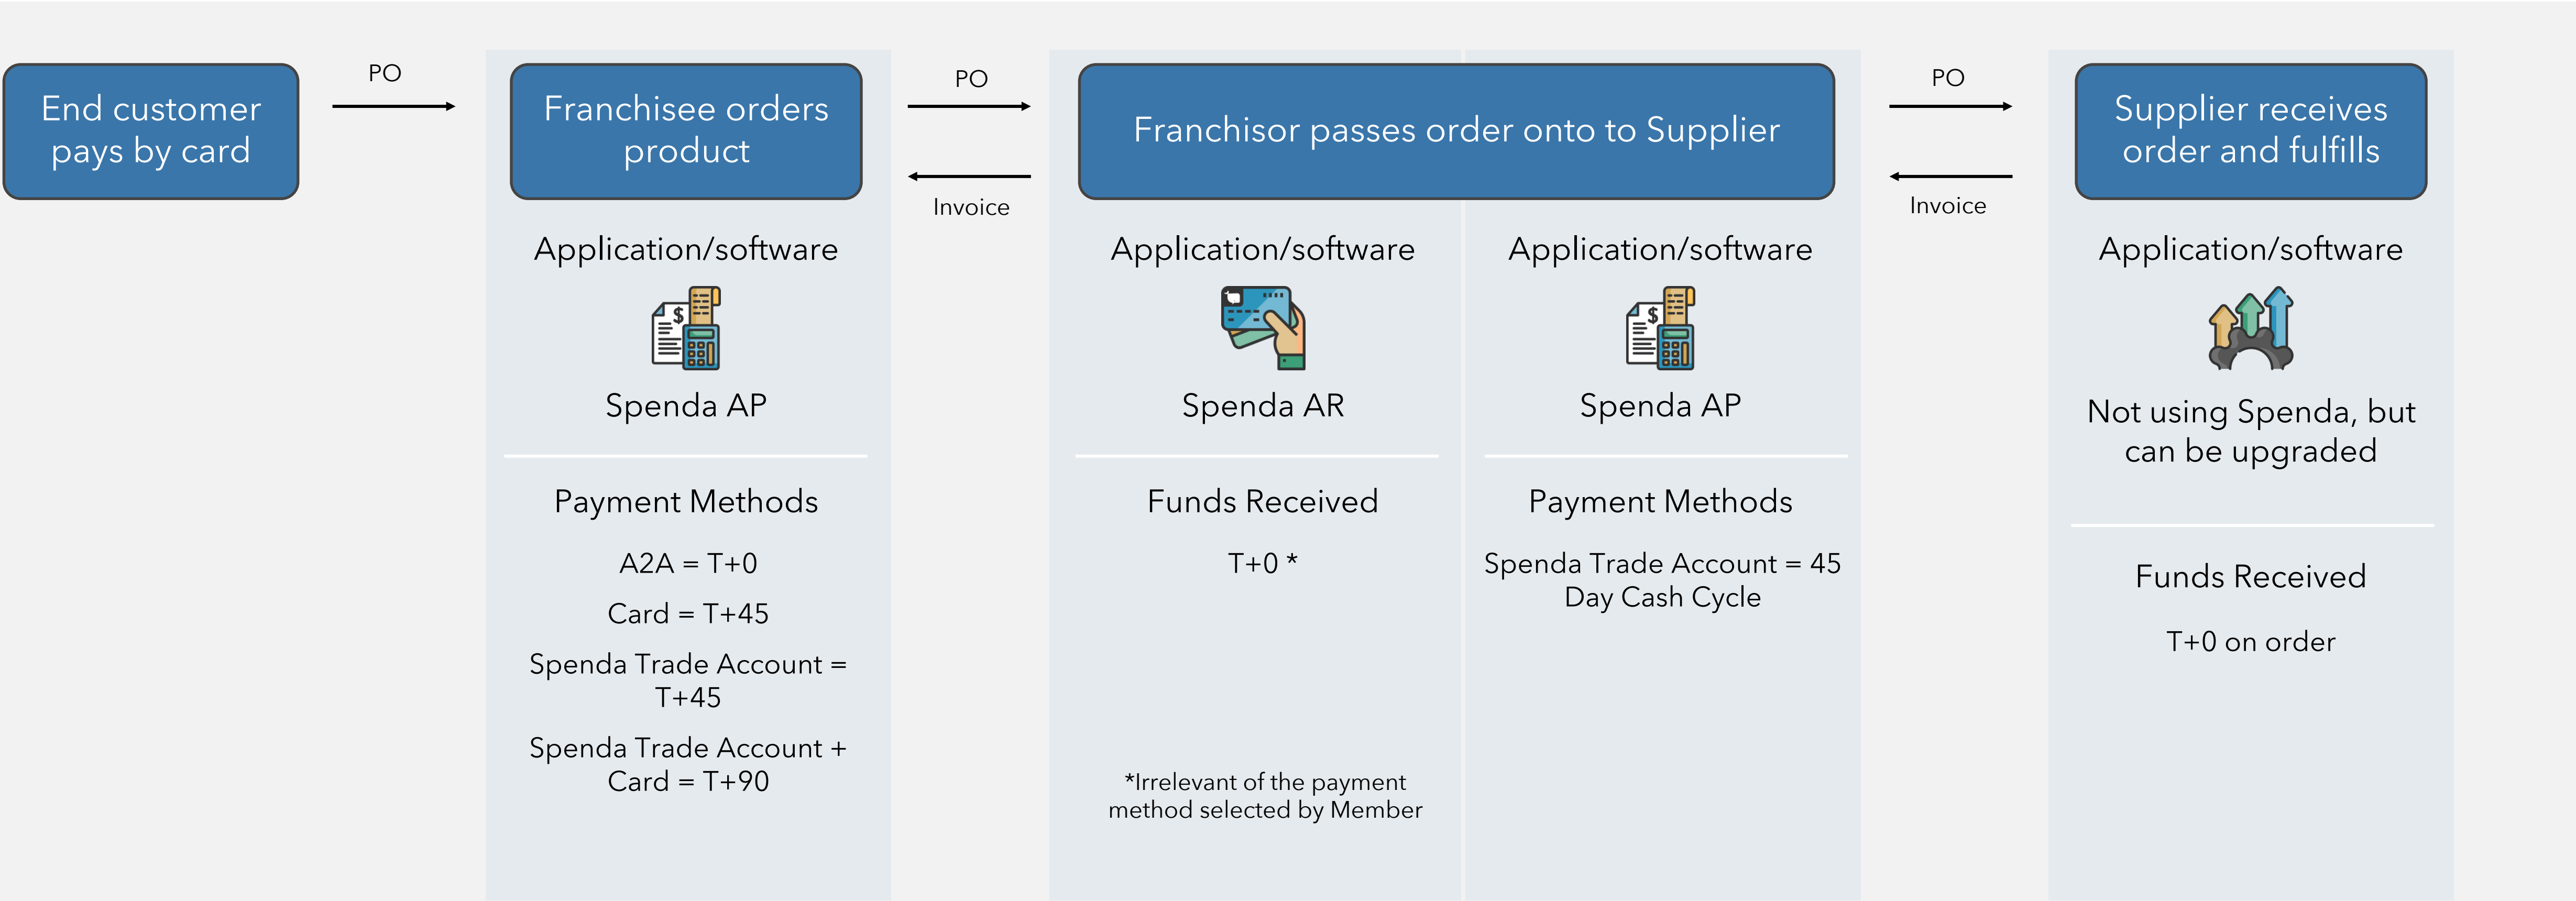 End customer
pays by card
PO
Franchisee orders
product
PO
Invoice
Franchisor passes order onto to Supplier
PO
Invoice
Supplier receives
order and fulfills
Application/software
$
Spenda AP
Payment Methods
A2A = T+0
Card = T+45
Spenda Trade Account =
T+45
Spenda Trade Account +
Card = T+90
Application/software
Spenda AR
Funds Received
T+0 *
*Irrelevant of the payment
method selected by Member
Application/software
$
Spenda AP
Payment Methods
Spenda Trade Account = 45
Day Cash Cycle
Application/software
Not using Spenda, but
can be upgraded
Funds Received
T+0 on order